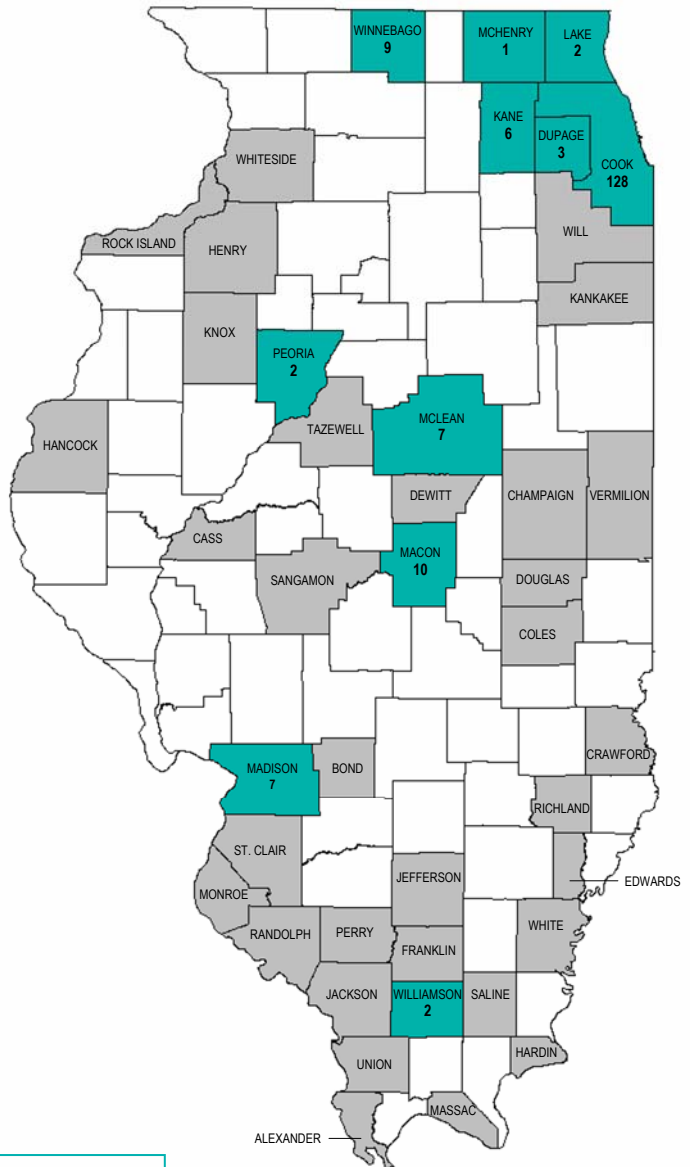 WINNEBAGO
9
MCHENRY
1
LAKE
2
KANE
6
DUPAGE
3
COOK
128
WHITESIDE
ROCK ISLAND
HENRY
WILL
KANKAKEE
KNOX
PEORIA
2
TAZEWELL
MCLEAN
7
HANCOCK
DEWITT
CHAMPAIGN
VERMILION
CASS
MACON
10
SANGAMON
DOUGLAS
COLES
CRAWFORD
MADISON
7
BOND
RICHLAND
ST. CLAIR
JEFFERSON
EDWARDS
MONROE
RANDOLPH
PERRY
WHITE
FRANKLIN
JACKSON
WILLIAMSON
2
SALINE
UNION
HARDIN
MASSAC
ALEXANDER